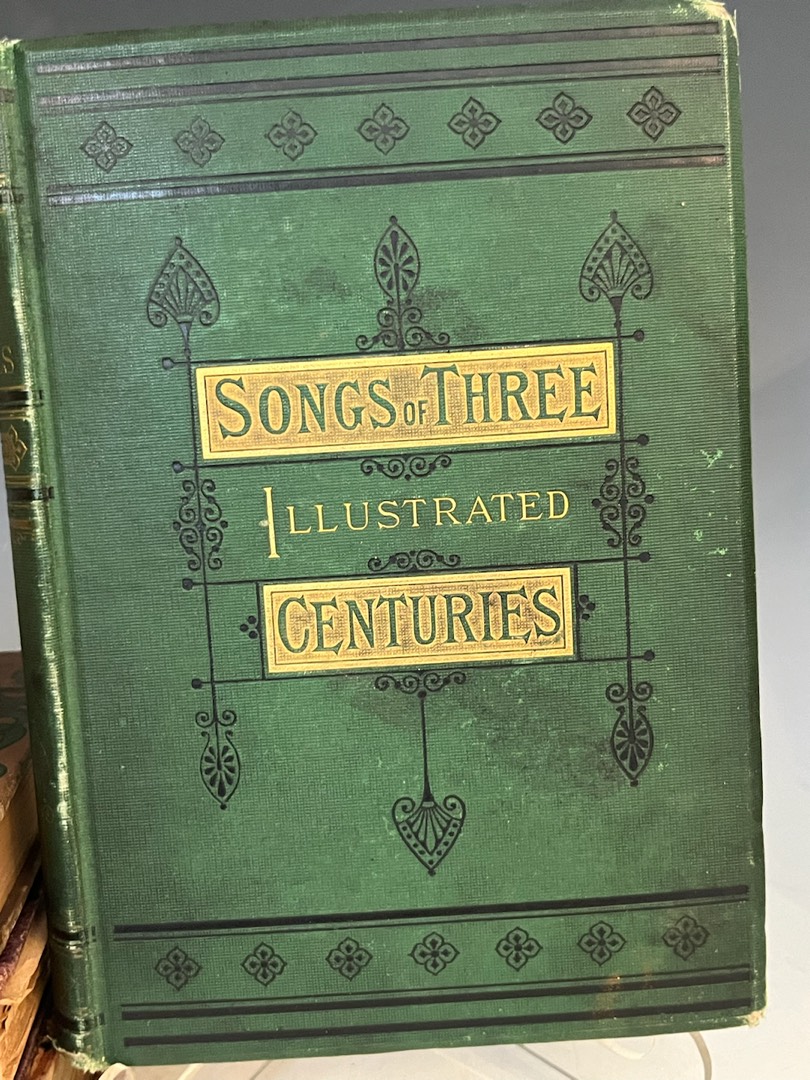 SONGS OF THREE
ILLUSTRATED
CENTURIES
S